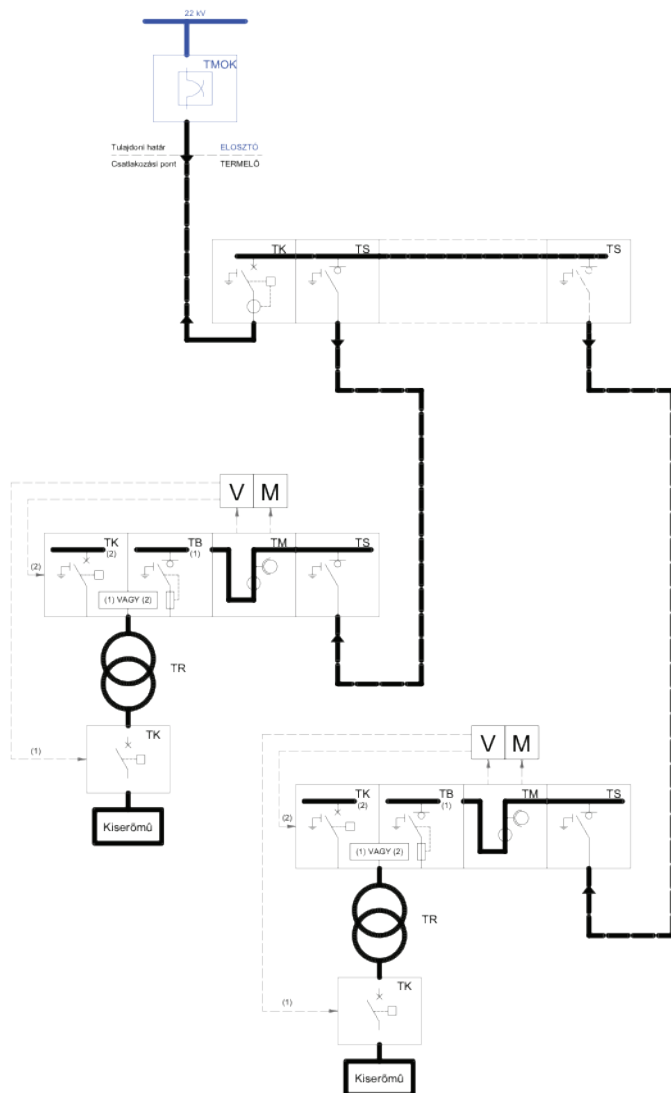 22 kV
TMOK
Tulajdoni határ ELOSZTÓ
Csatlakozási pont TERMELŐ
TK TS TS
V M
TK TB TM TS
(2) (1)
(2)
(1) VAGY (2)
TR
TK
(1)
Kiserőmű
V M
TK TB TM TS
(2) (1)
(2)
(1) VAGY (2)
TR
TK
(1)
Kiserőmű